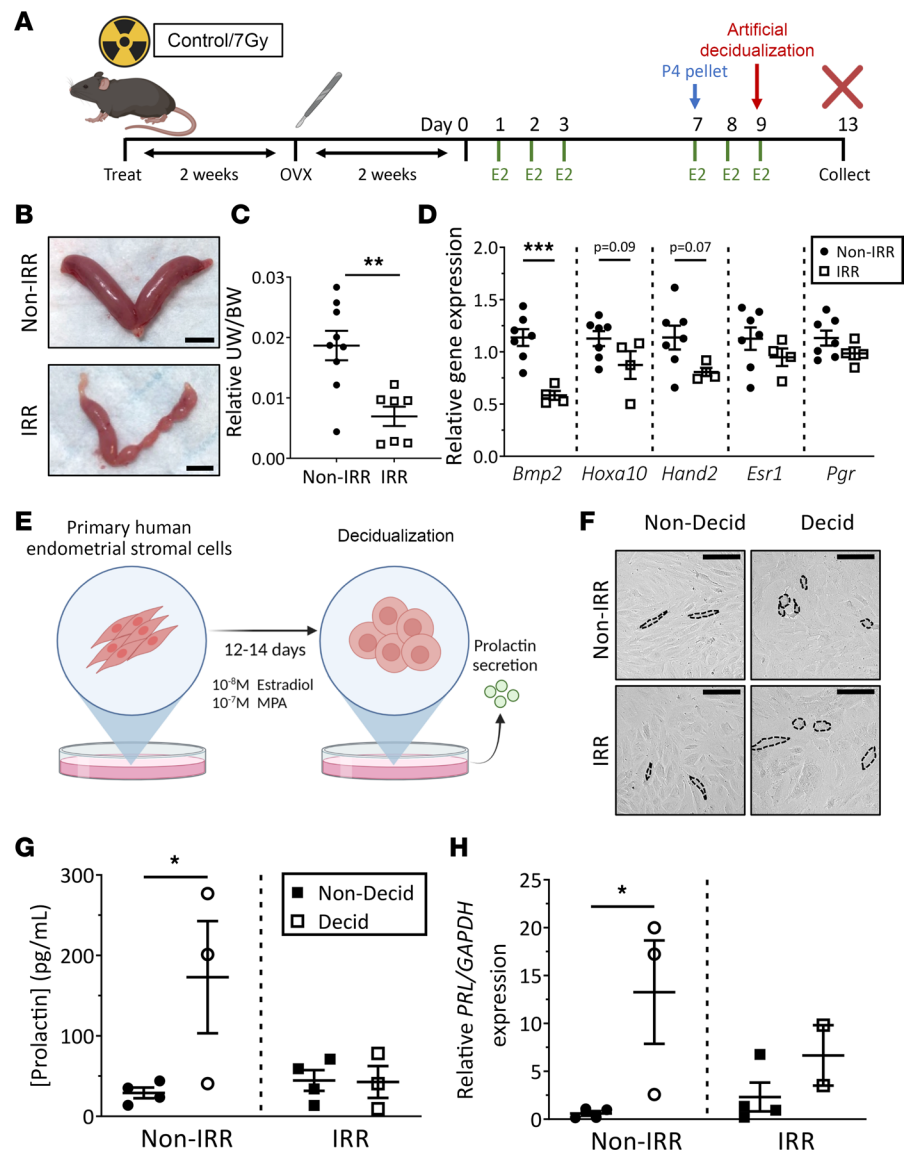 A
Control/7Gy
Artificial
decidualization
P4 pellet
Day 0 1 2 3 7 8 9 13
Treat 2 weeks OVX 2 weeks E2 E2 E2 E2 E2 E2 Collect
B
Non-IRR
IRR
C
Relative UW/BW
**
0.03
0.02
0.01
0.00
Non-IRR IRR
D
Relative gene expression
2.0
1.5
1.0
0.5
0.0
*** p=0.09 p=0.07
Non-IRR
IRR
Bmp2 Hoxa10 Hand2 Esr1 Pgr
E
Primary human
endometrial stromal cells
Decidualization
12-14 days
10-8M Estradiol
10-7M MPA
Prolactin
secretion
F
Non-Decid Decid
Non-IRR
IRR
G
[Prolactin] (pg/mL)
300
200
100
0
*
Non-Decid
Decid
Non-IRR IRR
H
Relative PRL/GAPDH
expression
25
20
15
10
5
0
*
Non-IRR IRR